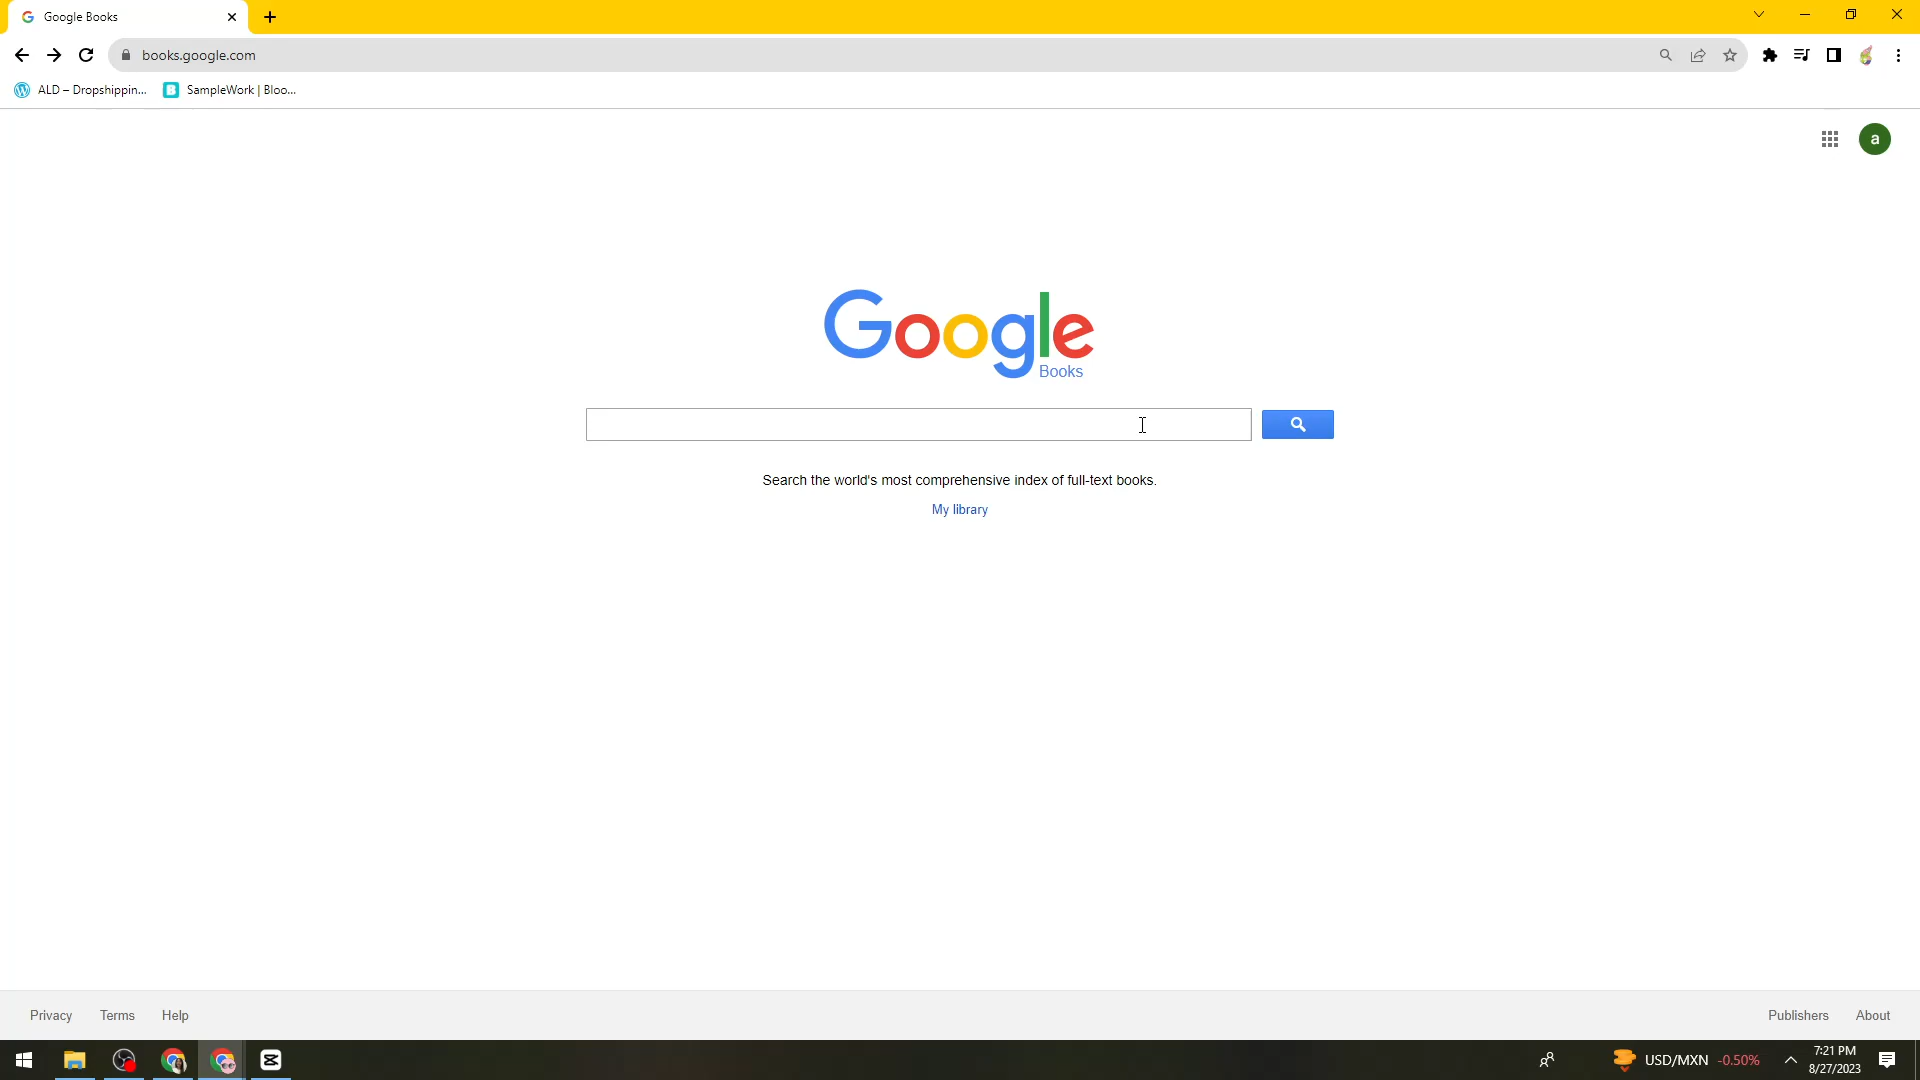 Google Books
books.google.com
ALD – Dropshippin...
B SampleWork | Bloo...
a
Google
Books
Search the world's most comprehensive index of full-text books.
My library
Privacy Terms Help
Publishers About
USD/MXN -0.50%
7:21 PM
8/27/2023